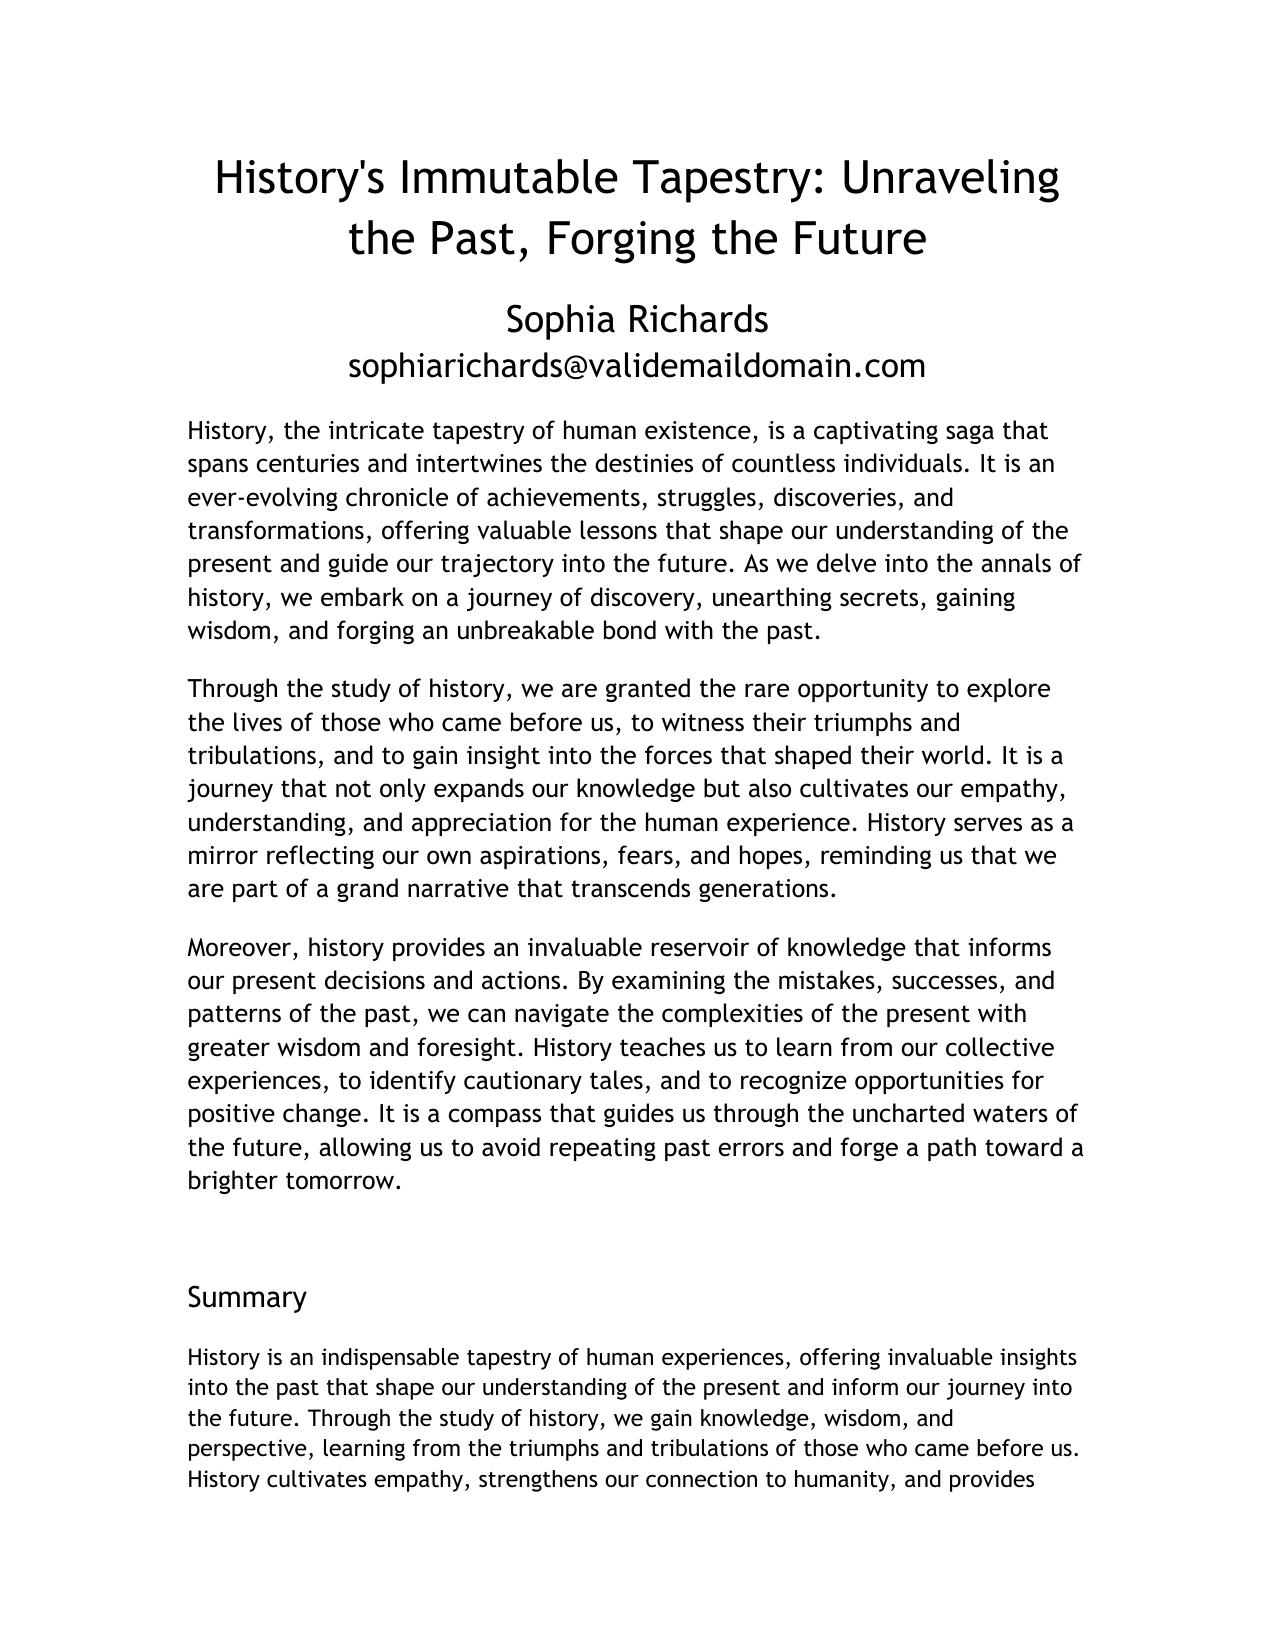 History's Immutable Tapestry: Unraveling
the Past, Forging the Future
Sophia Richards
sophiarichards@validemaildomain.com
History, the intricate tapestry of human existence, is a captivating saga that
spans centuries and intertwines the destinies of countless individuals. It is an
ever-evolving chronicle of achievements, struggles, discoveries, and
transformations, offering valuable lessons that shape our understanding of the
present and guide our trajectory into the future. As we delve into the annals of
history, we embark on a journey of discovery, unearthing secrets, gaining
wisdom, and forging an unbreakable bond with the past.
Through the study of history, we are granted the rare opportunity to explore
the lives of those who came before us, to witness their triumphs and
tribulations, and to gain insight into the forces that shaped their world. It is a
journey that not only expands our knowledge but also cultivates our empathy,
understanding, and appreciation for the human experience. History serves as a
mirror reflecting our own aspirations, fears, and hopes, reminding us that we
are part of a grand narrative that transcends generations.
Moreover, history provides an invaluable reservoir of knowledge that informs
our present decisions and actions. By examining the mistakes, successes, and
patterns of the past, we can navigate the complexities of the present with
greater wisdom and foresight. History teaches us to learn from our collective
experiences, to identify cautionary tales, and to recognize opportunities for
positive change. It is a compass that guides us through the uncharted waters of
the future, allowing us to avoid repeating past errors and forge a path toward a
brighter tomorrow.
Summary
History is an indispensable tapestry of human experiences, offering invaluable insights
into the past that shape our understanding of the present and inform our journey into
the future. Through the study of history, we gain knowledge, wisdom, and
perspective, learning from the triumphs and tribulations of those who came before us.
History cultivates empathy, strengthens our connection to humanity, and provides